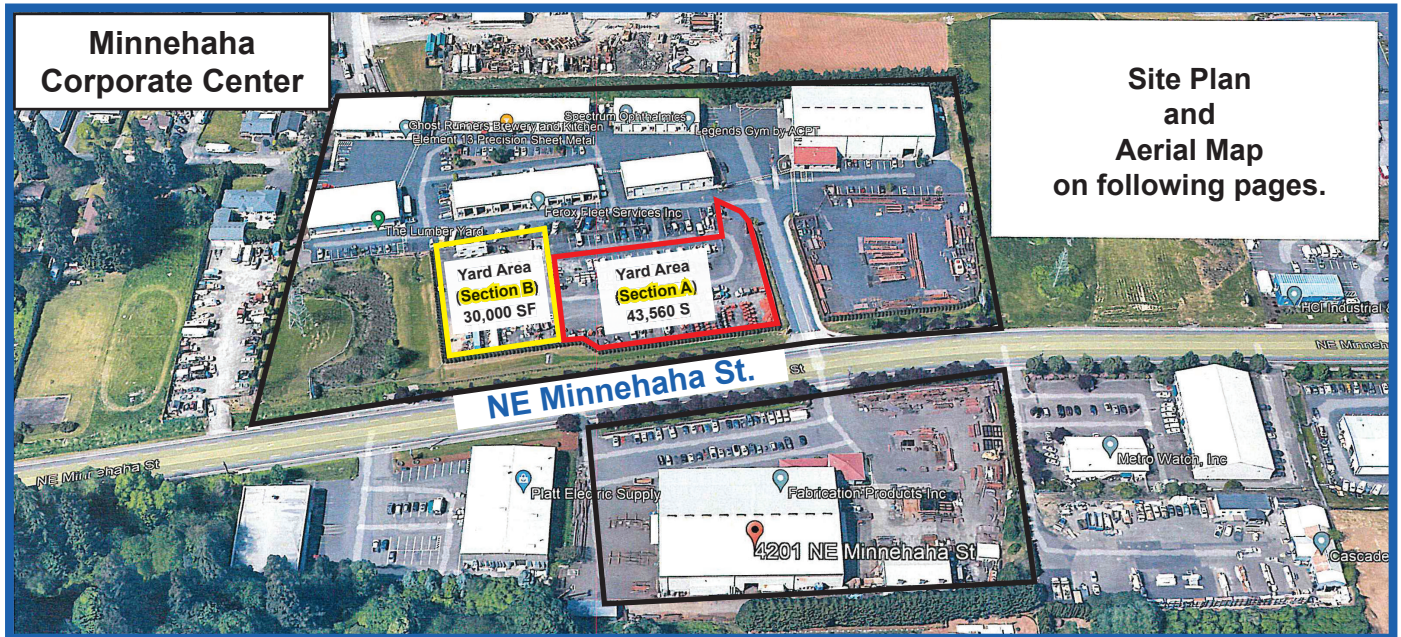 Minnehaha
Corporate Center
Site Plan
and
Aerial Map
on following pages.
Ghost Runners Brewery and Kitchen
Element 13 Precision Sheet Metal
Spectrum Ophthalmics
Legends Gym by ACPT
Ferox Fleet Services Inc
The Lumber Yard
Yard Area
(Section B)
30,000 SF
Yard Area
(Section A)
43,560 S
HCI Industrial &
NE Minneh
St
NE Minnehaha St.
NE Minnehaha St
Platt Electric Supply
Fabrication Products Inc
4201 NE Minnehaha St
Metro Watch, Inc
Cascade